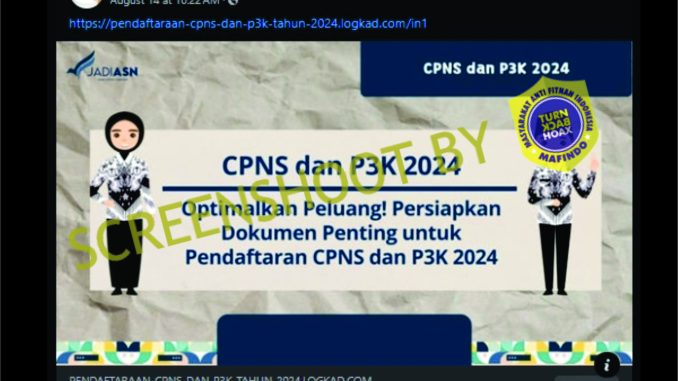 August 14 at 10:22 AM
https://pendaftaraan-cpns-dan-p3k-tahun-2024.logkad.com/in1
JADIASN
CPNS dan P3K 2024
MASYARAKAT ANTI FITNAH INDONESIA
TURN
BACK
HOAX
MAFINDO
CPNS dan P3K 2024
Optimalkan Peluang! Persiapkan
Dokumen Penting untuk
Pendaftaran CPNS dan P3K 2024
SCREENSHOOT BY
PENDAFTARAAN-CPNS-DAN-P3K-TAHUN-2024.LOGKAD.COM